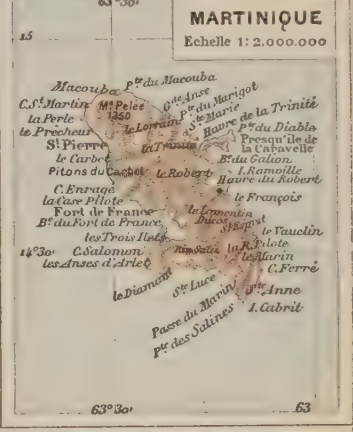 63°30'
MARTINIQUE
15
Echelle 1:2.000.000
Macouba
Pte du Macouba
C.St Martin
Mt Pelée
1350
Gde Anse
Pte du Marigot
la Perle
le Lorrain
Ste Marie
Havre de la Trinité
le Prêcheur
Pte du Diable
St Pierre
la Trinité
Presqu'île de
la Caravelle
le Carbet
Bie du Galion
Pitons du Carbet
le Robert
I. Ramville
Havre du Robert
C. Enragé
le François
la Case Pilote
le Lamentin
Fort de France
Ducos
St Esprit
Bie du Fort de France
le Vauclin
les Trois Ilets
la R. Pilote
14°30'
C. Salomon
Riv. Salée
le Marin
les Anses d'Arlet
C. Ferré
le Diamant
Ste Luce
Ste Anne
Passe du Marin
I. Cabrit
Pte des Salines
63°30'
63